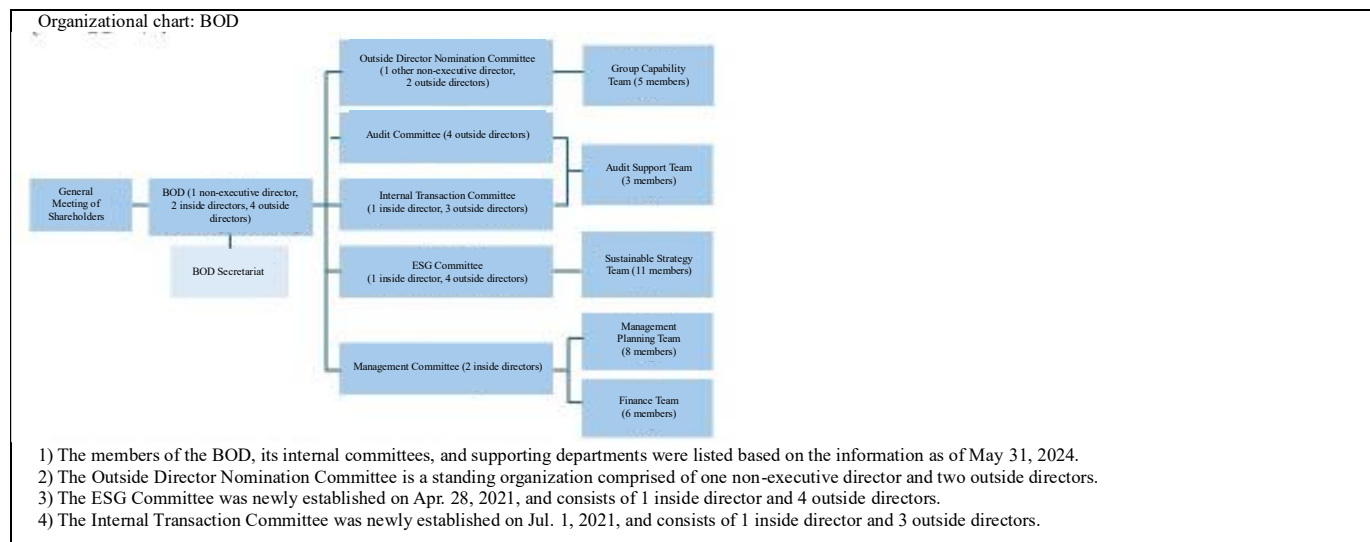 Organizational chart: BOD
Outside Director Nomination Committee
(1 other non-executive director,
2 outside directors)
Group Capability
Team (5 members)
Audit Committee (4 outside directors)
Audit Support Team
(3 members)
General
Meeting of
Shareholders
BOD (1 non-executive director,
2 inside directors, 4 outside
directors)
Internal Transaction Committee
(1 inside director, 3 outside directors)
BOD Secretariat
ESG Committee
(1 inside director, 4 outside directors)
Sustainable Strategy
Team (11 members)
Management
Planning Team
(8 members)
Management Committee (2 inside directors)
Finance Team
(6 members)
1) The members of the BOD, its internal committees, and supporting departments were listed based on the information as of May 31, 2024.
2) The Outside Director Nomination Committee is a standing organization comprised of one non-executive director and two outside directors.
3) The ESG Committee was newly established on Apr. 28, 2021, and consists of 1 inside director and 4 outside directors.
4) The Internal Transaction Committee was newly established on Jul. 1, 2021, and consists of 1 inside director and 3 outside directors.